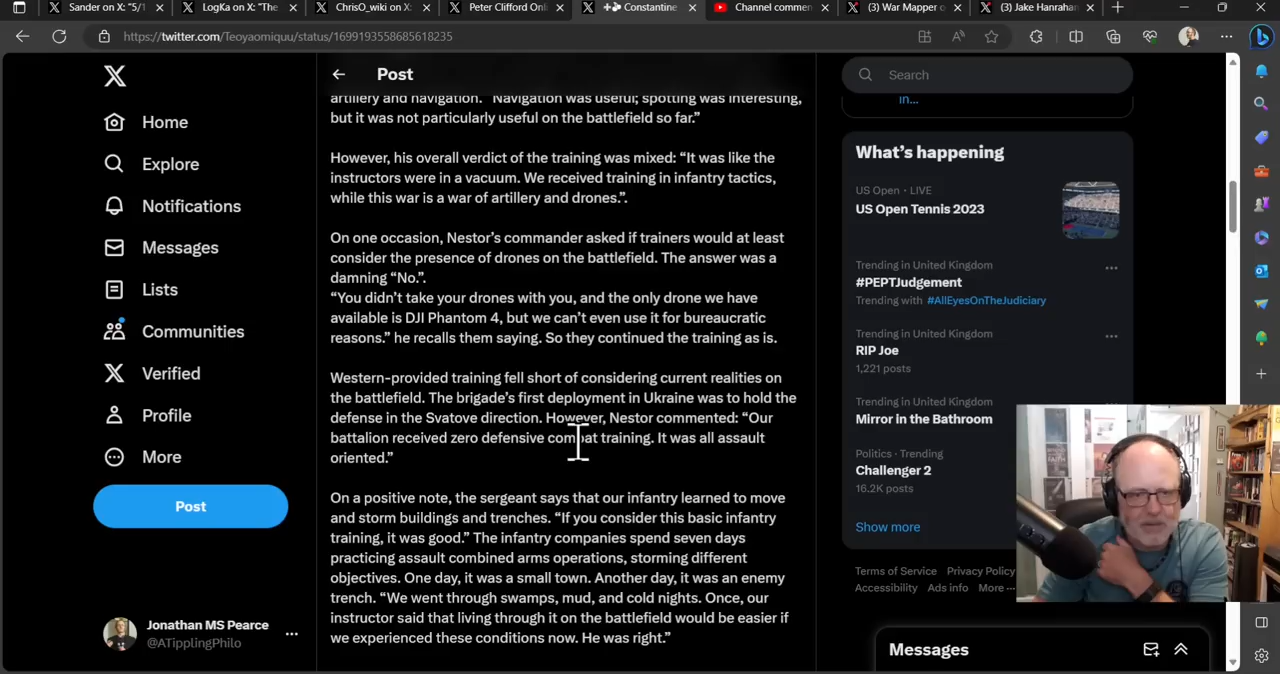 Sander on X: "5/1
LogKa on X: "The
ChrisO_wiki on X:
Peter Clifford Onl
Constantine
Channel commen
(3) War Mapper o
(3) Jake Hanrahan
https://twitter.com/Teoyaomiquu/status/1699193558685618235
Home
Explore
Notifications
Messages
Lists
Communities
Verified
Profile
More
Post
Jonathan MS Pearce
@ATipplingPhilo
Post
artillery and navigation. "Navigation was useful; spotting was interesting,
but it was not particularly useful on the battlefield so far."
However, his overall verdict of the training was mixed: “It was like the
instructors were in a vacuum. We received training in infantry tactics,
while this war is a war of artillery and drones.”.
On one occasion, Nestor’s commander asked if trainers would at least
consider the presence of drones on the battlefield. The answer was a
damning “No.”.
“You didn’t take your drones with you, and the only drone we have
available is DJI Phantom 4, but we can’t even use it for bureaucratic
reasons.” he recalls them saying. So they continued the training as is.
Western-provided training fell short of considering current realities on
the battlefield. The brigade’s first deployment in Ukraine was to hold the
defense in the Svatove direction. However, Nestor commented: “Our
battalion received zero defensive combat training. It was all assault
oriented.”
On a positive note, the sergeant says that our infantry learned to move
and storm buildings and trenches. “If you consider this basic infantry
training, it was good.” The infantry companies spend seven days
practicing assault combined arms operations, storming different
objectives. One day, it was a small town. Another day, it was an enemy
trench. “We went through swamps, mud, and cold nights. Once, our
instructor said that living through it on the battlefield would be easier if
we experienced these conditions now. He was right.”
Search
in...
What’s happening
US Open · LIVE
US Open Tennis 2023
Trending in United Kingdom
#PEPTJudgement
Trending with #AllEyesOnTheJudiciary
Trending in United Kingdom
RIP Joe
1,221 posts
Trending in United Kingdom
Mirror in the Bathroom
Politics · Trending
Challenger 2
16.2K posts
Show more
Terms of Service Privacy Policy
Accessibility Ads info More
Messages